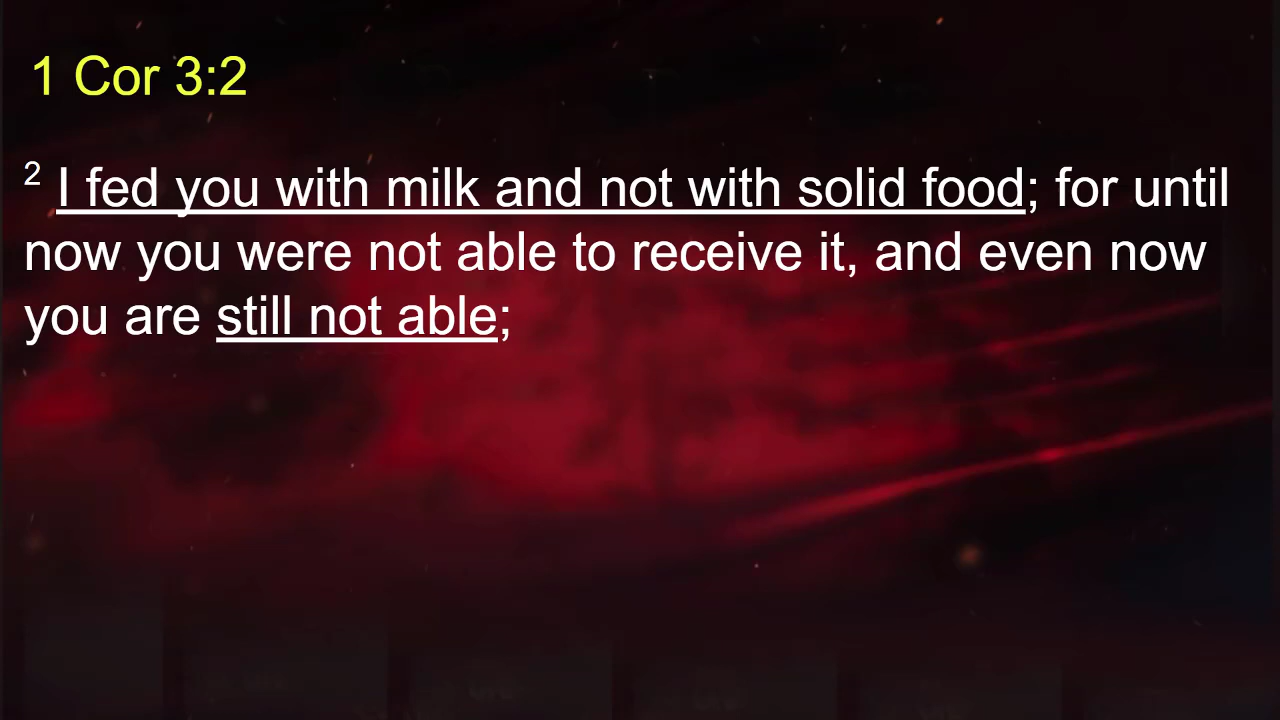 1 Cor 3:2
2 I fed you with milk and not with solid food; for until
now you were not able to receive it, and even now
you are still not able;